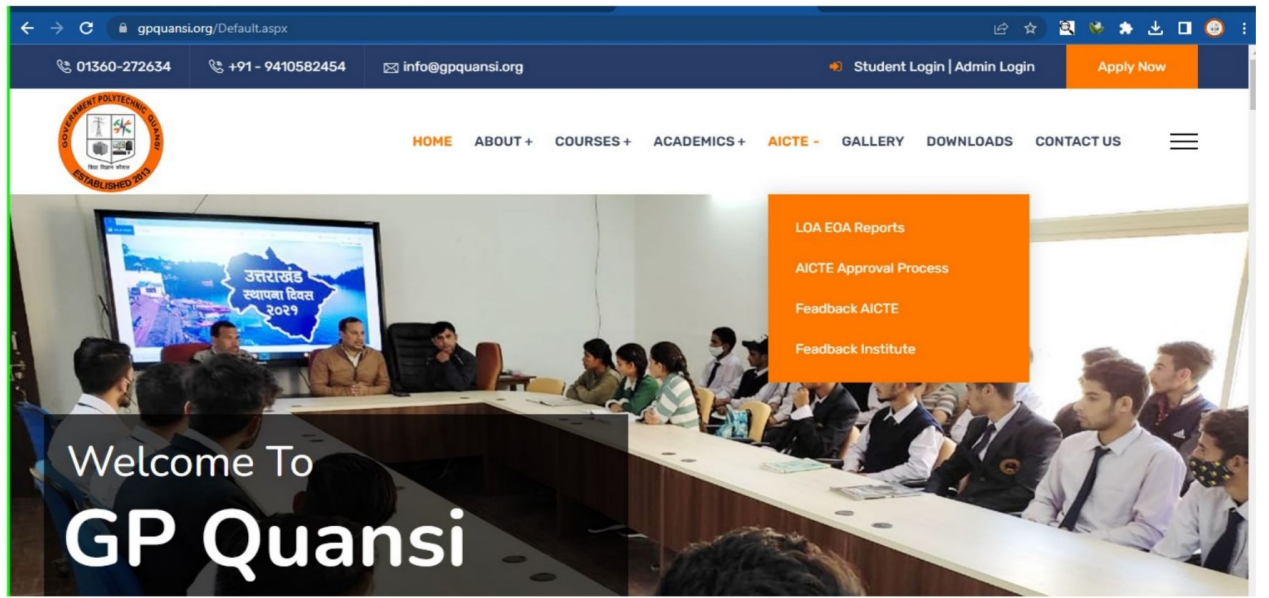 gpquansi.org/Default.aspx
01360-272634 +91 - 9410582454 info@gpquansi.org Student Login | Admin Login Apply Now
GOVERNMENT POLYTECHNIC QUANSI
विद्या विज्ञान कौशल
ESTABLISHED 2013
HOME ABOUT + COURSES + ACADEMICS + AICTE - GALLERY DOWNLOADS CONTACT US
LOA EOA Reports
AICTE Approval Process
Feadback AICTE
Feadback Institute
उत्तराखंड
स्थापना दिवस
२०२१
Welcome To
GP Quansi